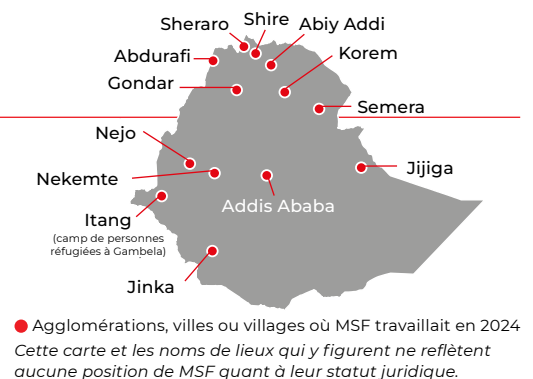 Sheraro
Shire
Abiy Addi
Abdurafi
Korem
Gondar
Semera
Nejo
Jijiga
Nekemte
Addis Ababa
Itang
(camp de personnes
réfugiées à Gambela)
Jinka
Agglomérations, villes ou villages où MSF travaillait en 2024
Cette carte et les noms de lieux qui y figurent ne reflètent
aucune position de MSF quant à leur statut juridique.